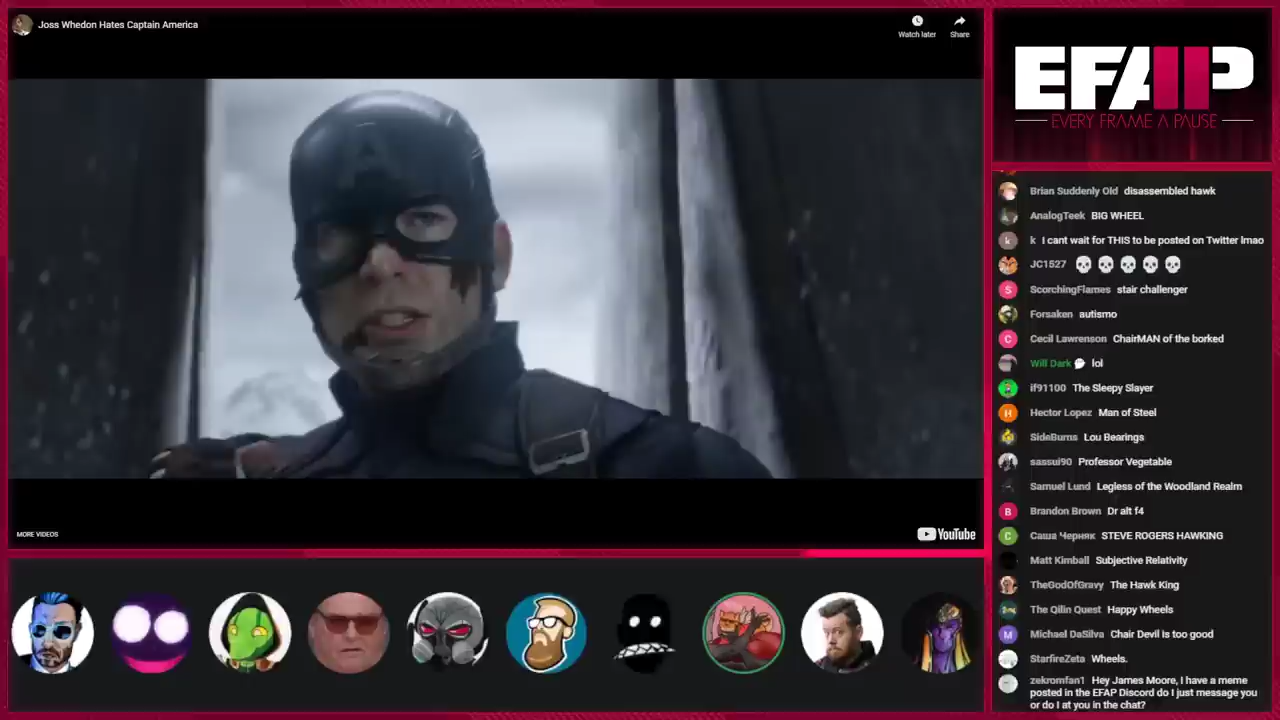 Joss Whedon Hates Captain America
Watch later
Share
MORE VIDEOS
YouTube
EFAP
EVERY FRAME A PAUSE
Brian Suddenly Old disassembled hawk
AnalogTeek BIG WHEEL
k I cant wait for THIS to be posted on Twitter lmao
JC1527 💀 💀 💀 💀 💀
ScorchingFlames stair challenger
Forsaken autismo
Cecil Lawrenson ChairMAN of the borked
Will Dark lol
if91100 The Sleepy Slayer
Hector Lopez Man of Steel
SideBurns Lou Bearings
sassui90 Professor Vegetable
Samuel Lund Legless of the Woodland Realm
Brandon Brown Dr alt f4
Саша Черняк STEVE ROGERS HAWKING
Matt Kimball Subjective Relativity
TheGodOfGravy The Hawk King
The Qilin Quest Happy Wheels
Michael DaSilva Chair Devil Is too good
StarfireZeta Wheels.
zekromfan1 Hey James Moore, I have a meme
posted in the EFAP Discord do I just message you
or do I at you in the chat?